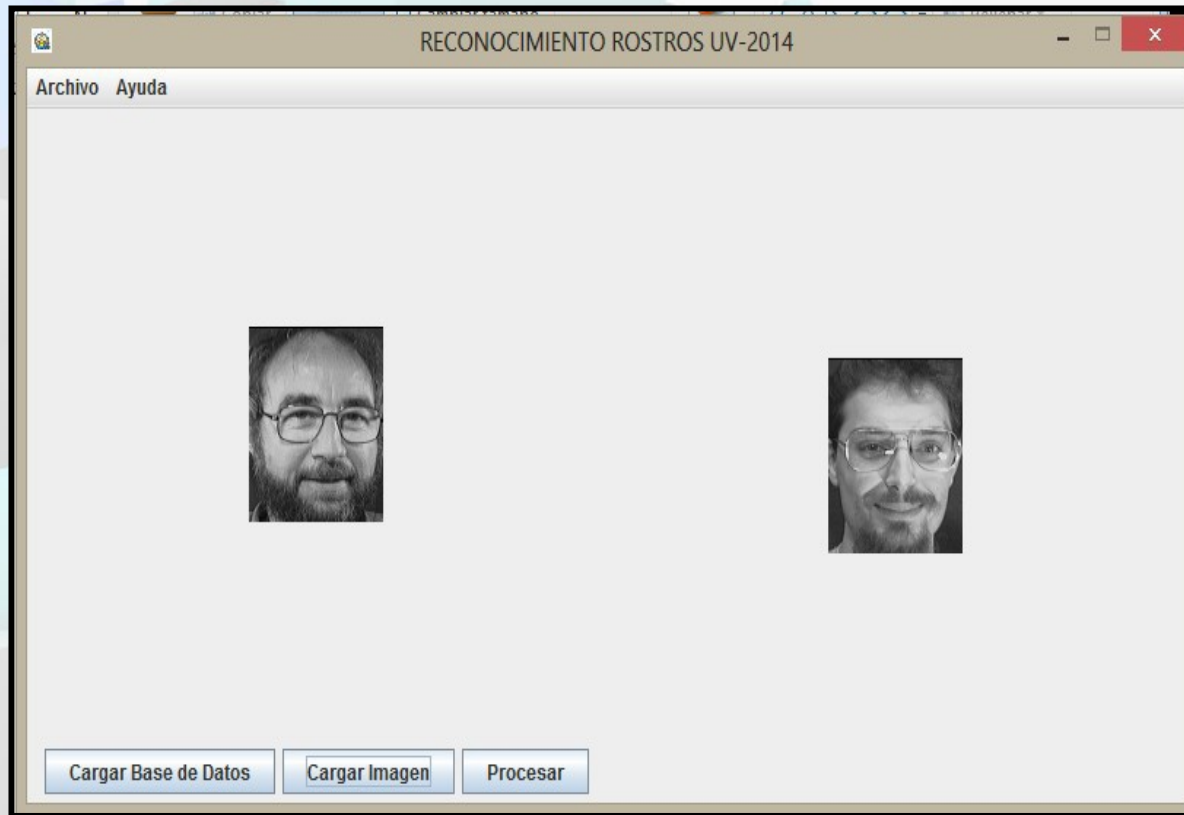 RECONOCIMIENTO ROSTROS UV-2014
Archivo Ayuda
Cargar Base de Datos Cargar Imagen Procesar